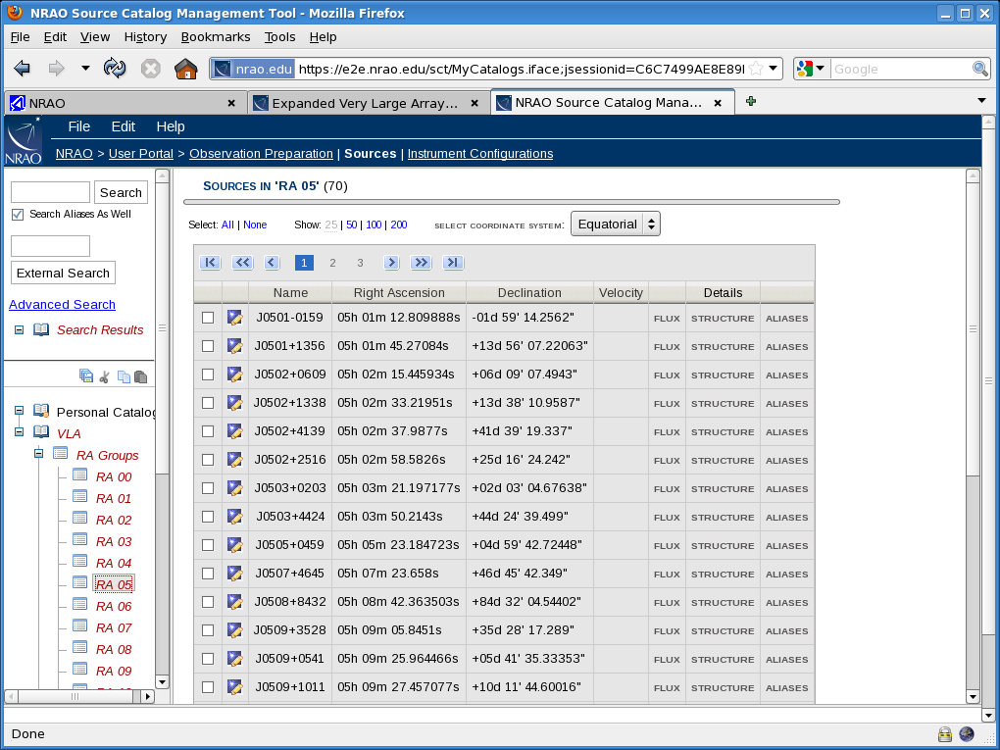 NRAO Source Catalog Management Tool - Mozilla Firefox
File Edit View History Bookmarks Tools Help
nrao.edu https://e2e.nrao.edu/sct/MyCatalogs.iface;jsessionid=C6C7499AE8E89 Google
NRAO Expanded Very Large Array... NRAO Source Catalog Mana...
File Edit Help
NRAO
NRAO > User Portal > Observation Preparation | Sources | Instrument Configurations
Search
Search Aliases As Well
External Search
Advanced Search
Search Results
Personal Catalog
VLA
RA Groups
RA 00
RA 01
RA 02
RA 03
RA 04
RA 05
RA 06
RA 07
RA 08
RA 09
SOURCES IN 'RA 05' (70)
Select: All | None Show: 25 | 50 | 100 | 200 SELECT COORDINATE SYSTEM: Equatorial
1 2 3
Name Right Ascension Declination Velocity Details
J0501-0159 05h 01m 12.809888s -01d 59' 14.2562" FLUX STRUCTURE ALIASES
J0501+1356 05h 01m 45.27084s +13d 56' 07.22063" FLUX STRUCTURE ALIASES
J0502+0609 05h 02m 15.445934s +06d 09' 07.4943" FLUX STRUCTURE ALIASES
J0502+1338 05h 02m 33.21951s +13d 38' 10.9587" FLUX STRUCTURE ALIASES
J0502+4139 05h 02m 37.9877s +41d 39' 19.337" FLUX STRUCTURE ALIASES
J0502+2516 05h 02m 58.5826s +25d 16' 24.242" FLUX STRUCTURE ALIASES
J0503+0203 05h 03m 21.197177s +02d 03' 04.67638" FLUX STRUCTURE ALIASES
J0503+4424 05h 03m 50.2143s +44d 24' 39.499" FLUX STRUCTURE ALIASES
J0505+0459 05h 05m 23.184723s +04d 59' 42.72448" FLUX STRUCTURE ALIASES
J0507+4645 05h 07m 23.658s +46d 45' 42.349" FLUX STRUCTURE ALIASES
J0508+8432 05h 08m 42.363503s +84d 32' 04.54402" FLUX STRUCTURE ALIASES
J0509+3528 05h 09m 05.8451s +35d 28' 17.289" FLUX STRUCTURE ALIASES
J0509+0541 05h 09m 25.964466s +05d 41' 35.33353" FLUX STRUCTURE ALIASES
J0509+1011 05h 09m 27.457077s +10d 11' 44.60016" FLUX STRUCTURE ALIASES
Done